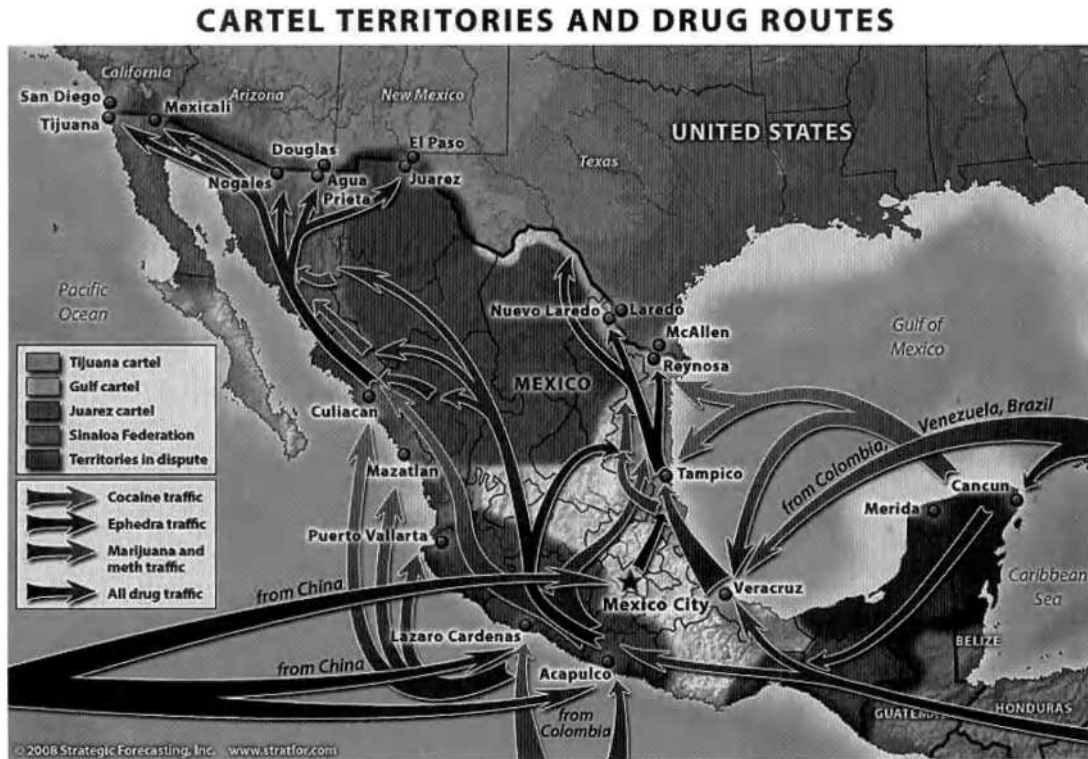 CARTEL TERRITORIES AND DRUG ROUTES
California
Arizona
New Mexico
San Diego
Mexicali
Tijuana
Douglas
El Paso
Nogales
Agua
Prieta
Juarez
UNITED STATES
Texas
Pacific
Ocean
Nuevo Laredo
Laredo
McAllen
Reynosa
Gulf of
Mexico
MEXICO
Tijuana cartel
Gulf cartel
Juarez cartel
Sinaloa Federation
Territories in dispute
Culiacan
Mazatlan
Tampico
from Colombia, Venezuela, Brazil
Cancun
Merida
Cocaine traffic
Ephedra traffic
Marijuana and
meth traffic
All drug traffic
Puerto Vallarta
from China
Mexico City
Veracruz
Caribbean
Sea
Lazaro Cardenas
from China
Acapulco
BELIZE
from
Colombia
GUATEMALA
HONDURAS
© 2008 Strategic Forecasting, Inc. www.stratfor.com